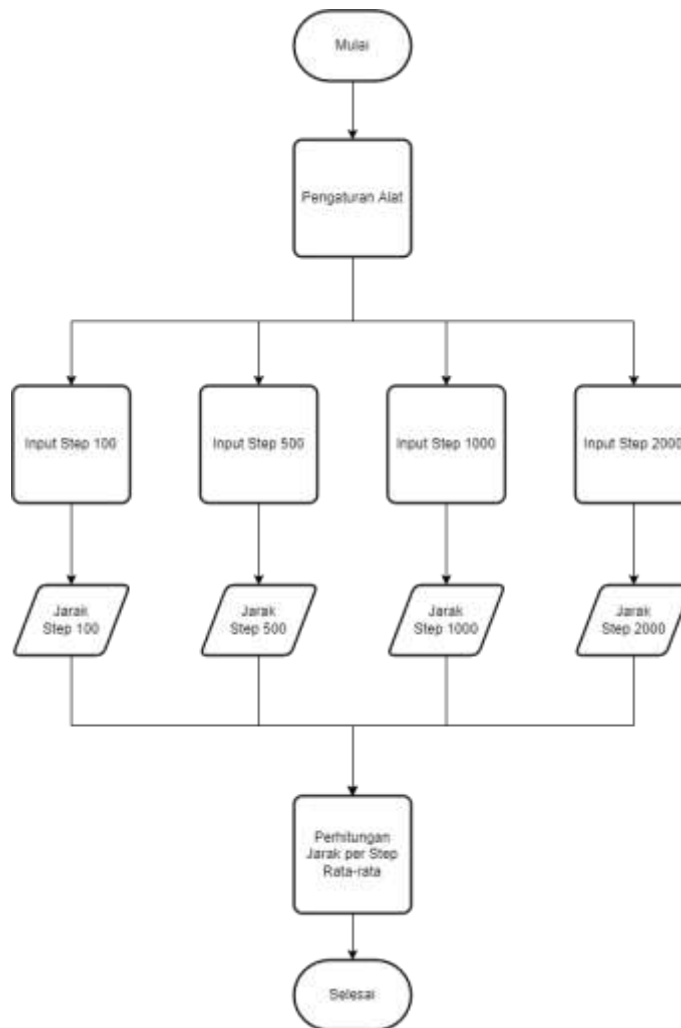 Mulai
Pengaturan Alat
Input Step 100
Input Step 500
Input Step 1000
Input Step 2000
Jarak
Step 100
Jarak
Step 500
Jarak
Step 1000
Jarak
Step 2000
Perhitungan
Jarak per Step
Rata-rata
Selesai